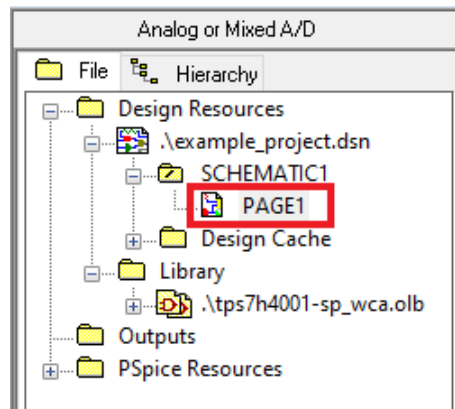 Analog or Mixed A/D
File Hierarchy
Design Resources
.\example_project.dsn
SCHEMATIC1
PAGE1
Design Cache
Library
.\tps7h4001-sp_wca.olb
Outputs
PSpice Resources